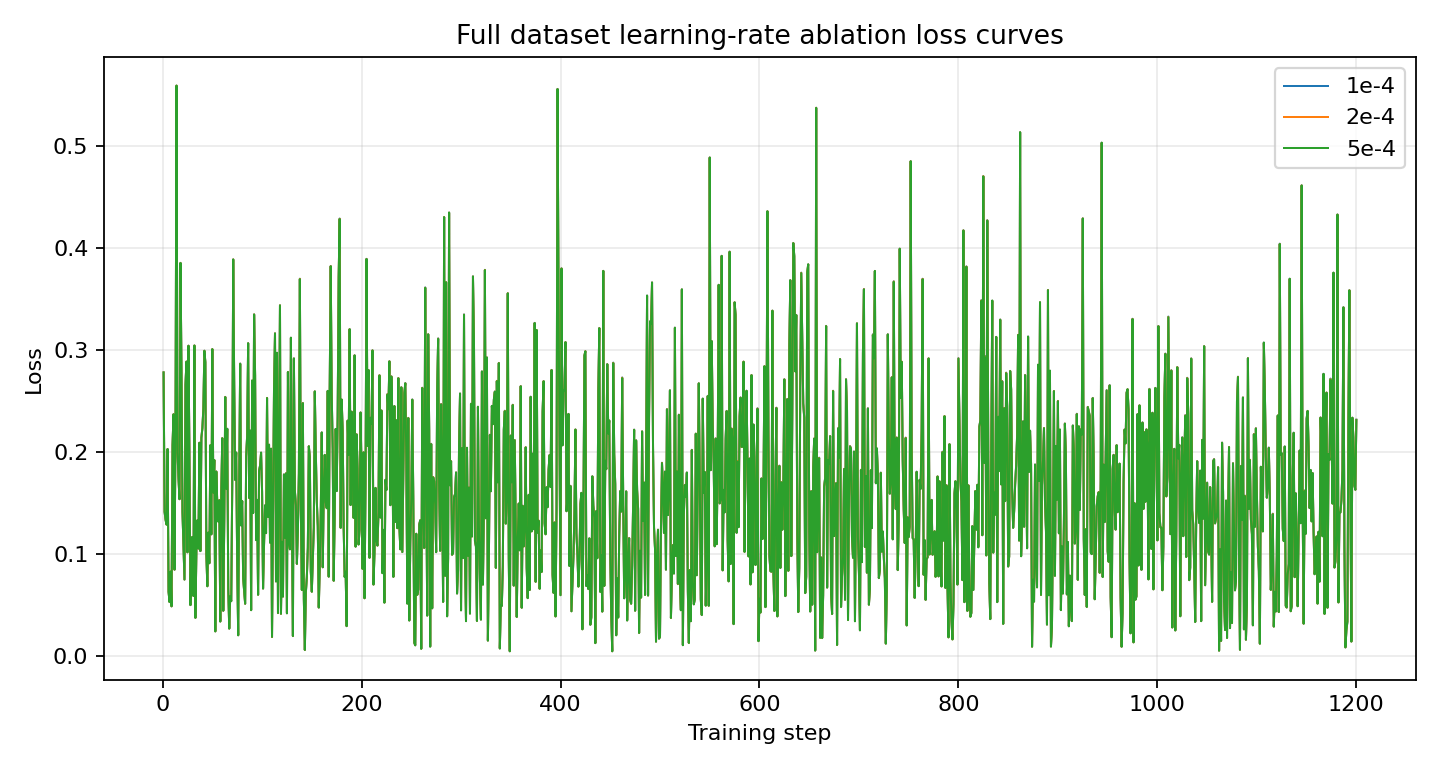 Full dataset learning-rate ablation loss curves
1e-4
2e-4
5e-4
Loss
0.5
0.4
0.3
0.2
0.1
0.0
0 200 400 600 800 1000 1200
Training step